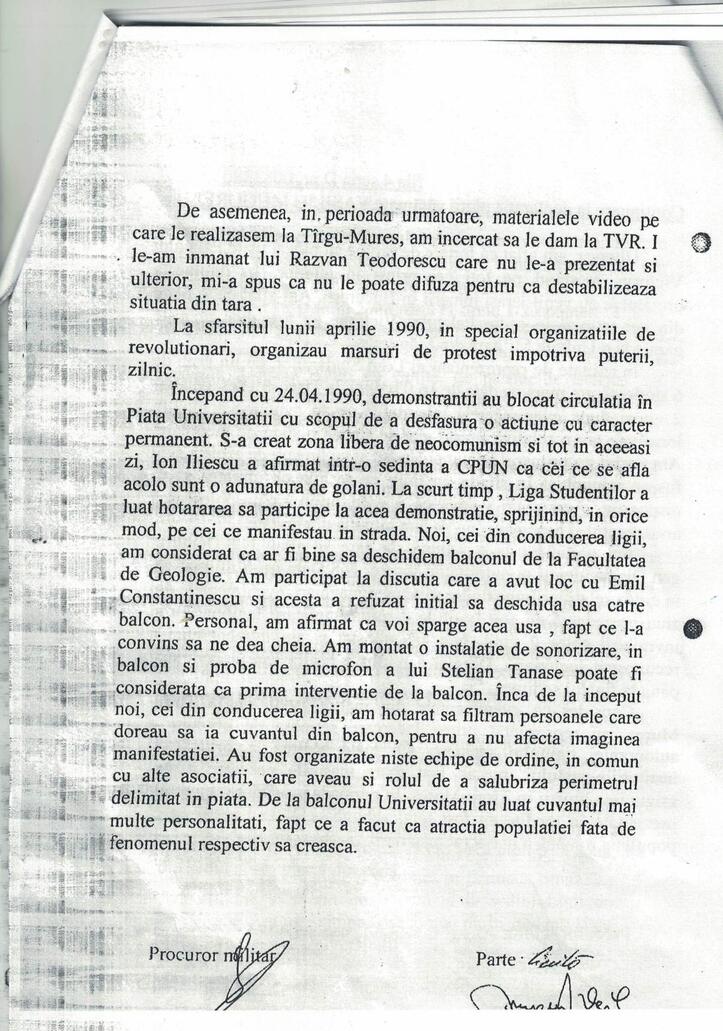 De asemenea, in perioada urmatoare, materialele video pe
care le realizasem la Tîrgu-Mures, am incercat sa le dam la TVR. I
le-am inmanat lui Razvan Teodorescu care nu le-a prezentat si
ulterior, mi-a spus ca nu le poate difuza pentru ca destabilizeaza
situatia din tara .
La sfarsitul lunii aprilie 1990, in special organizatiile de
revolutionari, organizau marsuri de protest impotriva puterii,
zilnic.
Începand cu 24.04.1990, demonstrantii au blocat circulatia în
Piata Universitatii cu scopul de a desfasura o actiune cu caracter
permanent. S-a creat zona libera de neocomunism si tot in aceeasi
zi, Ion Iliescu a afirmat intr-o sedinta a CPUN ca cei ce se afla
acolo sunt o adunatura de golani. La scurt timp , Liga Studentilor a
luat hotararea sa participe la acea demonstratie, sprijinind, in orice
mod, pe cei ce manifestau in strada. Noi, cei din conducerea ligii,
am considerat ca ar fi bine sa deschidem balconul de la Facultatea
de Geologie. Am participat la discutia care a avut loc cu Emil
Constantinescu si acesta a refuzat initial sa deschida usa catre
balcon. Personal, am afirmat ca voi sparge acea usa , fapt ce l-a
convins sa ne dea cheia. Am montat o instalatie de sonorizare, in
balcon si proba de microfon a lui Stelian Tanase poate fi
considerata ca prima interventie de la balcon. Înca de la inceput
noi, cei din conducerea ligii, am hotarat sa filtram persoanele care
doreau sa ia cuvantul din balcon, pentru a nu afecta imaginea
manifestatiei. Au fost organizate niste echipe de ordine, in comun
cu alte asociatii, care aveau si rolul de a salubriza perimetrul
delimitat in piata. De la balconul Universitatii au luat cuvantul mai
multe personalitati, fapt ce a facut ca atractia populatiei fata de
fenomenul respectiv sa creasca.
Procuror militar
Parte